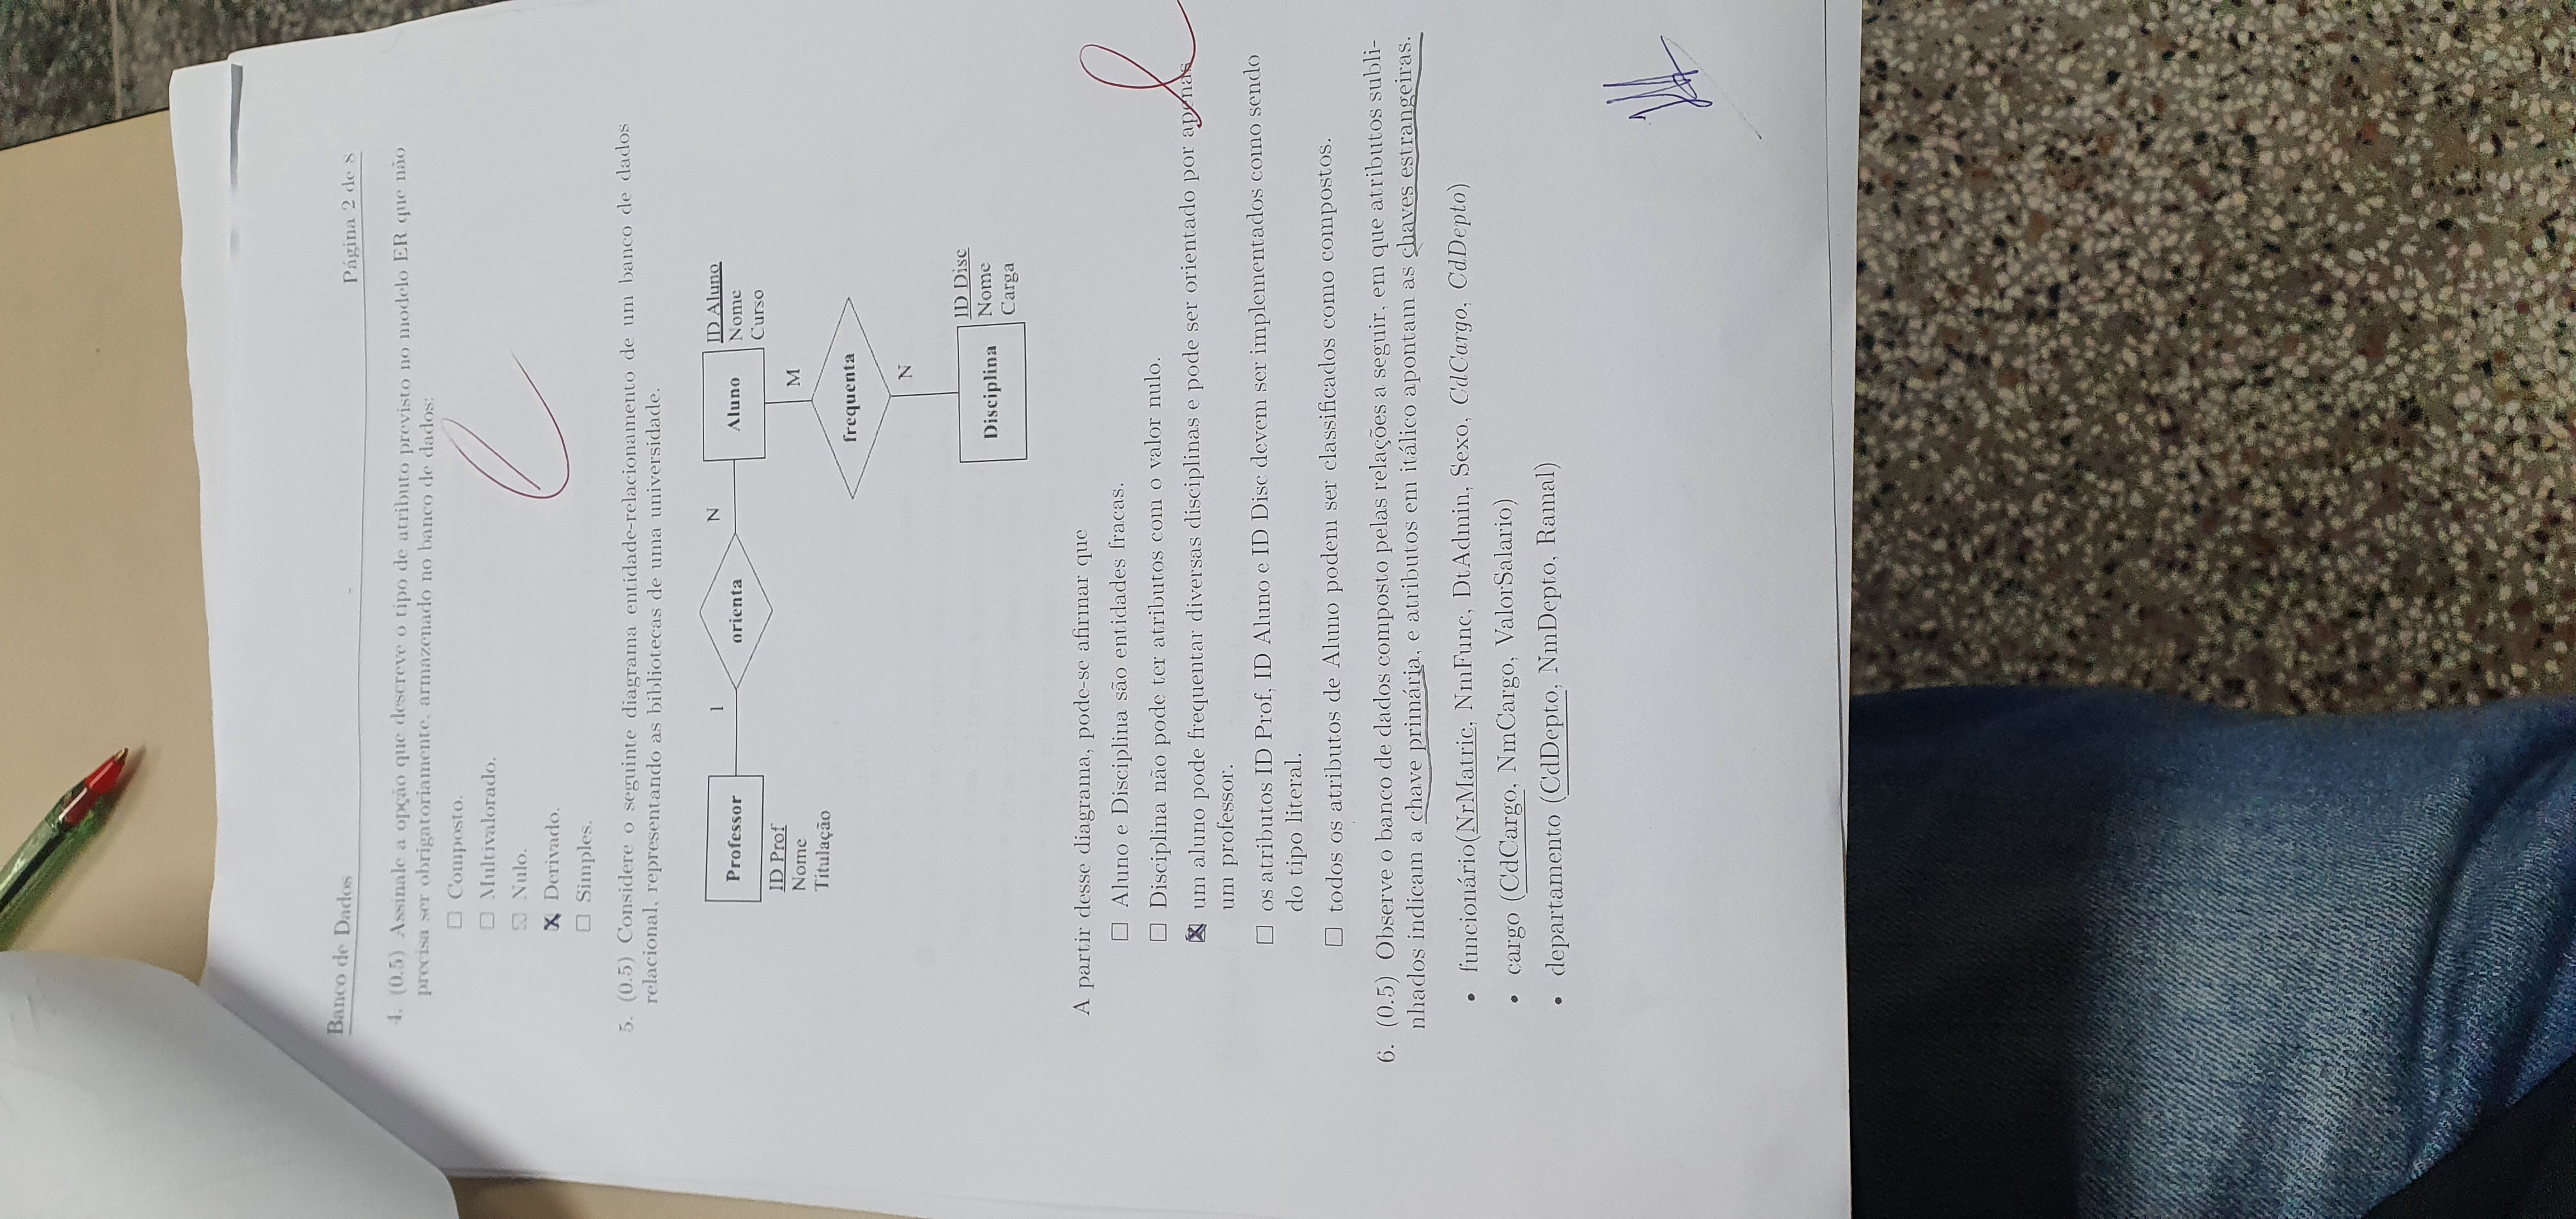 Banco de Dados - Página 2 de 8
4. (0.5) Assinale a opção que descreve o tipo de atributo previsto no modelo ER que não
precisa ser obrigatoriamente, armazenado no banco de dados:
Composto.
Multivalorado.
Nulo.
Derivado.
Simples.
5. (0.5) Considere o seguinte diagrama entidade-relacionamento de um banco de dados
relacional, representando as bibliotecas de uma universidade.
Professor
1
orienta
N
Aluno
ID Aluno
Nome
Curso
ID Prof
Nome
Titulação
M
frequenta
N
Disciplina
ID Disc
Nome
Carga
A partir desse diagrama, pode-se afirmar que
Aluno e Disciplina são entidades fracas.
Disciplina não pode ter atributos com o valor nulo.
um aluno pode frequentar diversas disciplinas e pode ser orientado por apenas
um professor.
os atributos ID Prof, ID Aluno e ID Disc devem ser implementados como sendo
do tipo literal.
todos os atributos de Aluno podem ser classificados como compostos.
6. (0.5) Observe o banco de dados composto pelas relações a seguir, em que atributos subli-
nhados indicam a chave primária, e atributos em itálico apontam as chaves estrangeiras.
• funcionário(NrMatric, NmFunc, DtAdmin, Sexo, CdCargo, CdDepto)
• cargo (CdCargo, NmCargo, ValorSalario)
• departamento (CdDepto, NmDepto, Ramal)